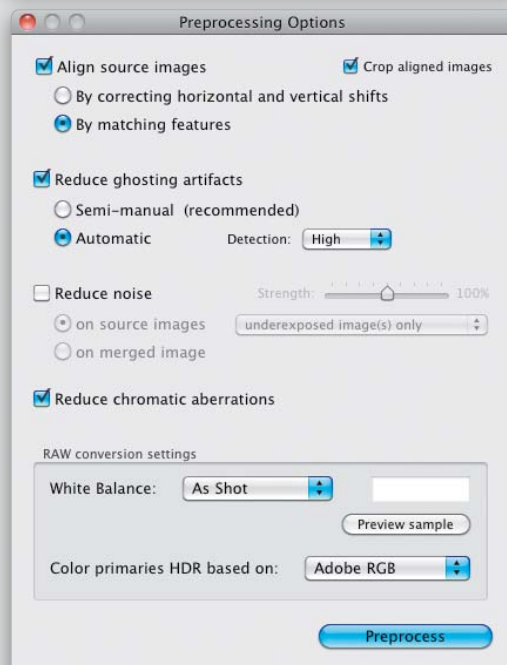 Preprocessing Options
Align source images Crop aligned images
By correcting horizontal and vertical shifts
By matching features
Reduce ghosting artifacts
Semi-manual (recommended)
Automatic Detection: High
Reduce noise Strength: 100%
on source images underexposed image(s) only
on merged image
Reduce chromatic aberrations
RAW conversion settings
White Balance: As Shot
Preview sample
Color primaries HDR based on: Adobe RGB
Preprocess